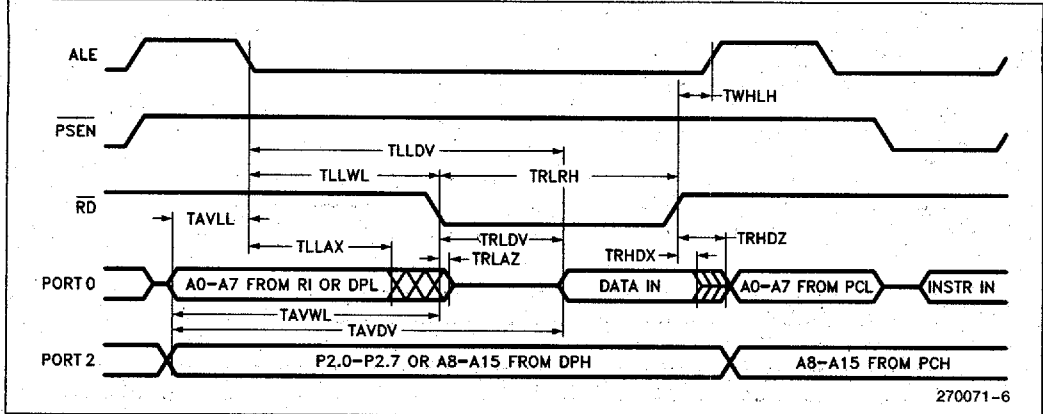 ALE
TWHLH
PSEN
TLLDV
TLLWL
TRLRH
RD
TAVLL
TLLAX
TRLDV
TRLAZ
TRHDX
TRHDZ
PORT 0
A0-A7 FROM RI OR DPL
DATA IN
A0-A7 FROM PCL
INSTR IN
TAVWL
TAVDV
PORT 2
P2.0-P2.7 OR A8-A15 FROM DPH
A8-A15 FROM PCH
270071-6